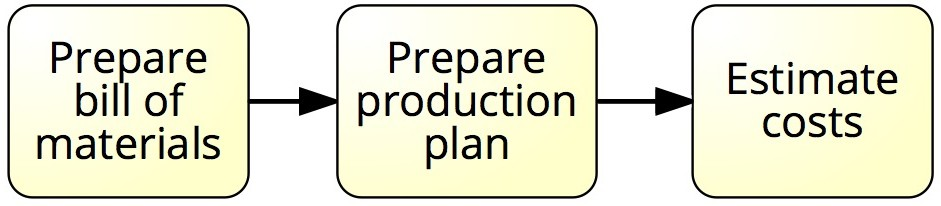 Prepare
bill of
materials
Prepare
production
plan
Estimate
costs